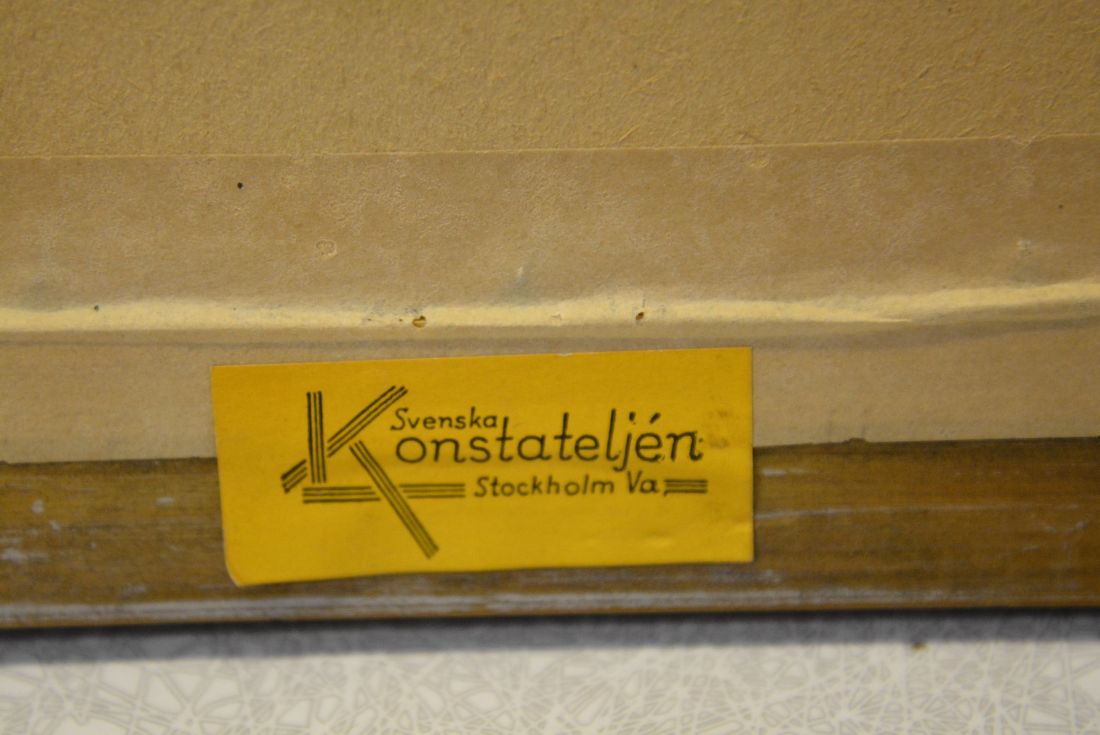 Svenska
Konstateljén
Stockholm Va